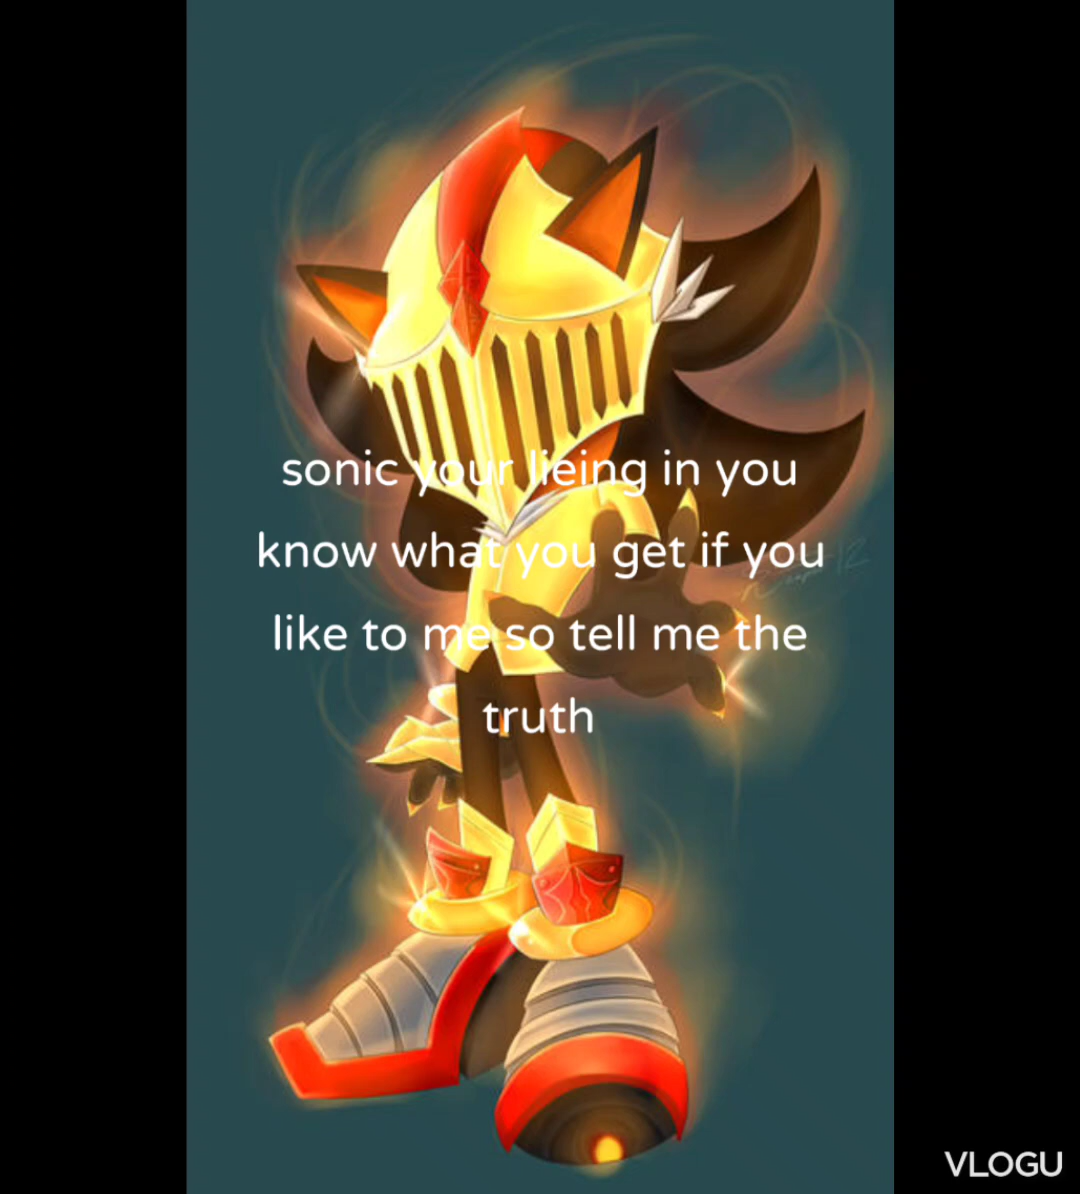 sonic your lieing in you
know what you get if you
like to me so tell me the
truth
VLOGU